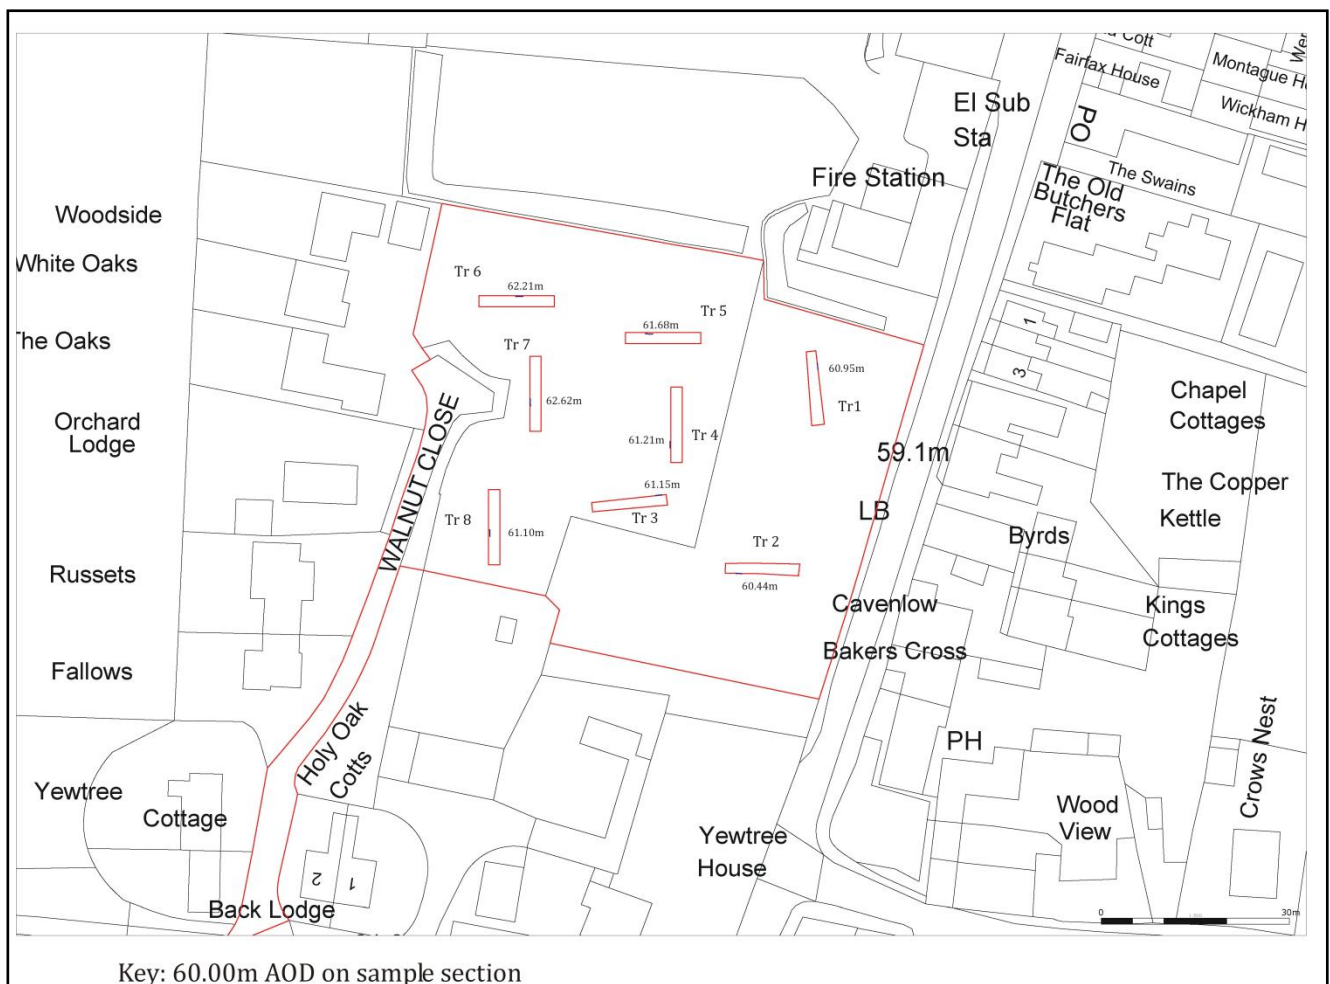 Cott
Fairfax House
Montague
Wickham H
El Sub
Sta
PO
Fire Station
The Swains
The Old
Butchers
Flat
Woodside
White Oaks
The Oaks
Orchard
Lodge
Russets
Fallows
Yewtree
Cottage
Back Lodge
WALNUT CLOSE
Holy Oak
Cotts
2
1
Tr 6
62.21m
Tr 5
61.68m
Tr 7
62.62m
Tr 4
61.21m
60.95m
Tr1
61.15m
Tr 3
Tr 8
61.10m
Tr 2
60.44m
59.1m
LB
1
3
Chapel
Cottages
The Copper
Kettle
Byrds
Kings
Cottages
Cavenlow
Bakers Cross
PH
Wood
View
Crows Nest
Yewtree
House
0
30m
Key: 60.00m AOD on sample section